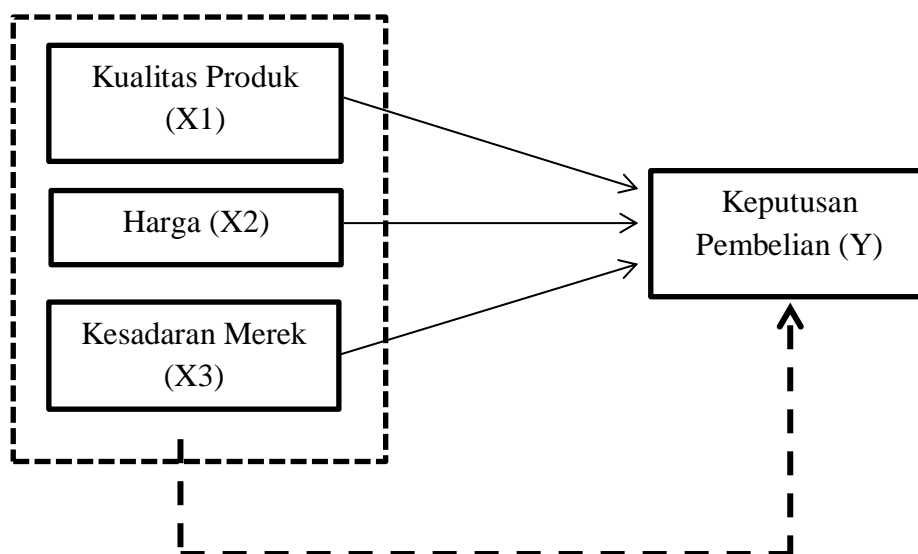 Kualitas Produk
(X1)
Harga (X2)
Kesadaran Merek
(X3)
Keputusan
Pembelian (Y)